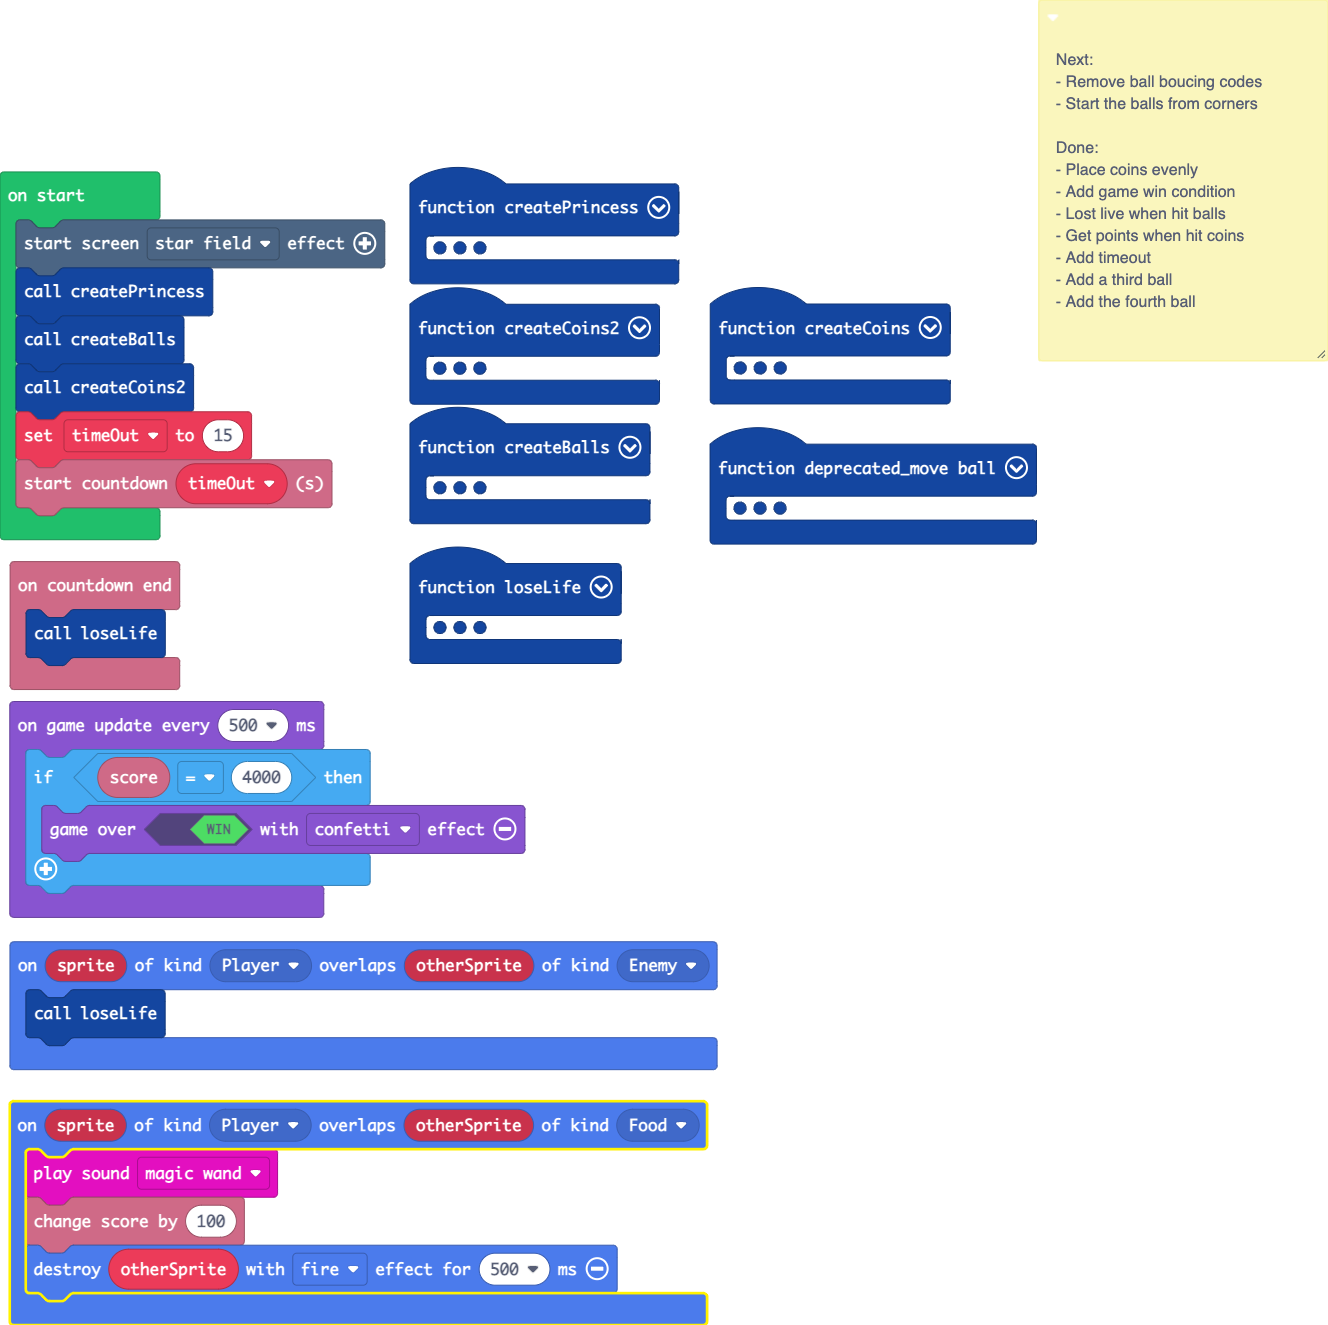 Next:
- Remove ball boucing codes
- Start the balls from corners
Done:
- Place coins evenly
- Add game win condition
- Lost live when hit balls
- Get points when hit coins
- Add timeout
- Add a third ball
- Add the fourth ball
on start
start screen star field effect
call createPrincess
call createBalls
call createCoins2
set timeOut to 15
start countdown timeOut (s)
function createPrincess
function createCoins2
function createCoins
function createBalls
function deprecated_move ball
function loseLife
on countdown end
call loseLife
on game update every 500 ms
if score = 4000 then
game over WIN with confetti effect
on sprite of kind Player overlaps otherSprite of kind Enemy
call loseLife
on sprite of kind Player overlaps otherSprite of kind Food
play sound magic wand
change score by 100
destroy otherSprite with fire effect for 500 ms